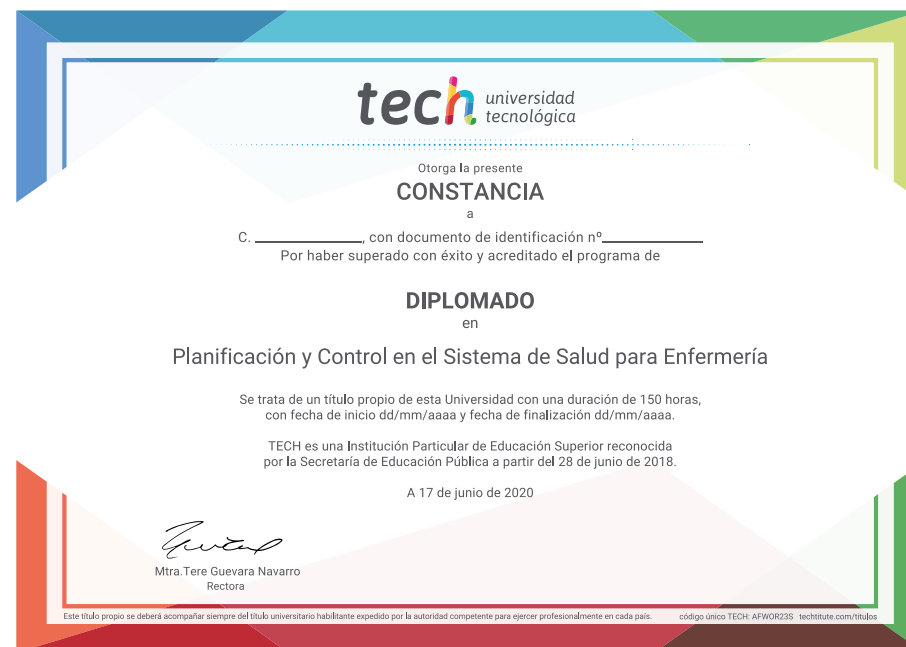 tech universidad
tecnológica
Otorga la presente
CONSTANCIA
a
C. ____________, con documento de identificación nº____________
Por haber superado con éxito y acreditado el programa de
DIPLOMADO
en
Planificación y Control en el Sistema de Salud para Enfermería
Se trata de un título propio de esta Universidad con una duración de 150 horas,
con fecha de inicio dd/mm/aaaa y fecha de finalización dd/mm/aaaa.
TECH es una Institución Particular de Educación Superior reconocida
por la Secretaría de Educación Pública a partir del 28 de junio de 2018.
A 17 de junio de 2020
Mtra.Tere Guevara Navarro
Rectora
Este título propio se deberá acompañar siempre del título universitario habilitante expedido por la autoridad competente para ejercer profesionalmente en cada país. código único TECH: AFWOR23S techtitute.com/títulos